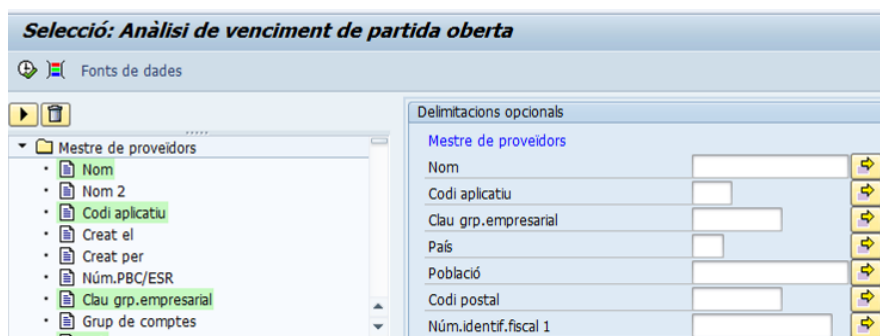 Selecció: Anàlisi de venciment de partida oberta
Fonts de dades
Mestre de proveïdors
Nom
Nom 2
Codi aplicatiu
Creat el
Creat per
Núm.PBC/ESR
Clau grp.empresarial
Grup de comptes
Delimitacions opcionals
Mestre de proveïdors
Nom
Codi aplicatiu
Clau grp.empresarial
País
Població
Codi postal
Núm.identif.fiscal 1